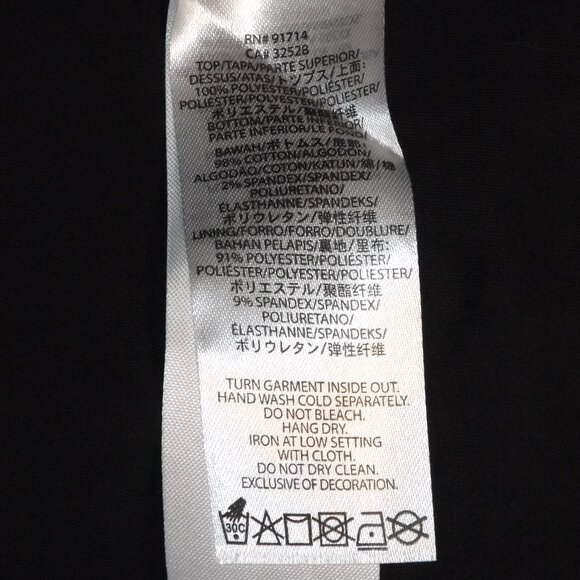 RN# 91714
CA# 32528
TOP/TAPA/PARTE SUPERIOR/
DESSUS/ATAS/トップス/上面:
100% POLYESTER/POLIÉSTER/
POLIÉSTER/POLYESTER/POLYESTER/
ポリエステル/聚酯纤维
BOTTOM/PARTE INFERIOR/
PARTE INFERIOR/LE FOND/
BAWAH/ボトムス/底部:
98% COTTON/ALGODÓN/
ALGODÃO/COTON/KATUN/綿/棉
2% SPANDEX/SPANDEX/
POLIURETANO/
ÉLASTHANNE/SPANDEKS/
ポリウレタン/弹性纤维
LINING/FORRO/FORRO/DOUBLURE/
BAHAN PELAPIS/裏地/里布:
91% POLYESTER/POLIÉSTER/
POLIÉSTER/POLYESTER/POLYESTER/
ポリエステル/聚酯纤维
9% SPANDEX/SPANDEX/
POLIURETANO/
ÉLASTHANNE/SPANDEKS/
ポリウレタン/弹性纤维
TURN GARMENT INSIDE OUT.
HAND WASH COLD SEPARATELY.
DO NOT BLEACH.
HANG DRY.
IRON AT LOW SETTING
WITH CLOTH.
DO NOT DRY CLEAN.
EXCLUSIVE OF DECORATION.
30C